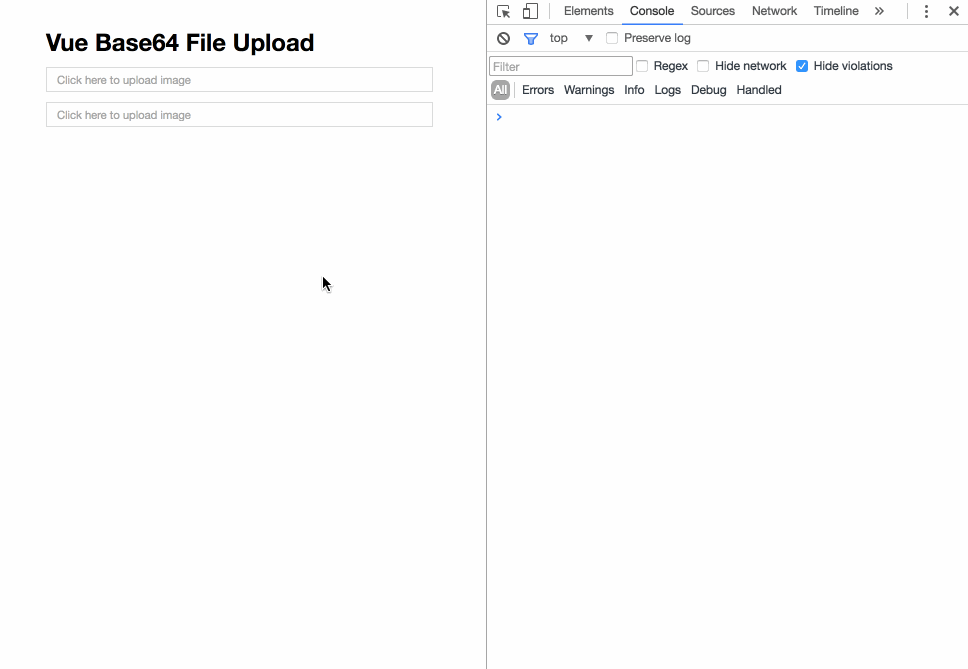 Vue Base64 File Upload
Click here to upload image
Click here to upload image
Elements Console Sources Network Timeline »
top ▼ Preserve log
Filter Regex Hide network Hide violations
All Errors Warnings Info Logs Debug Handled